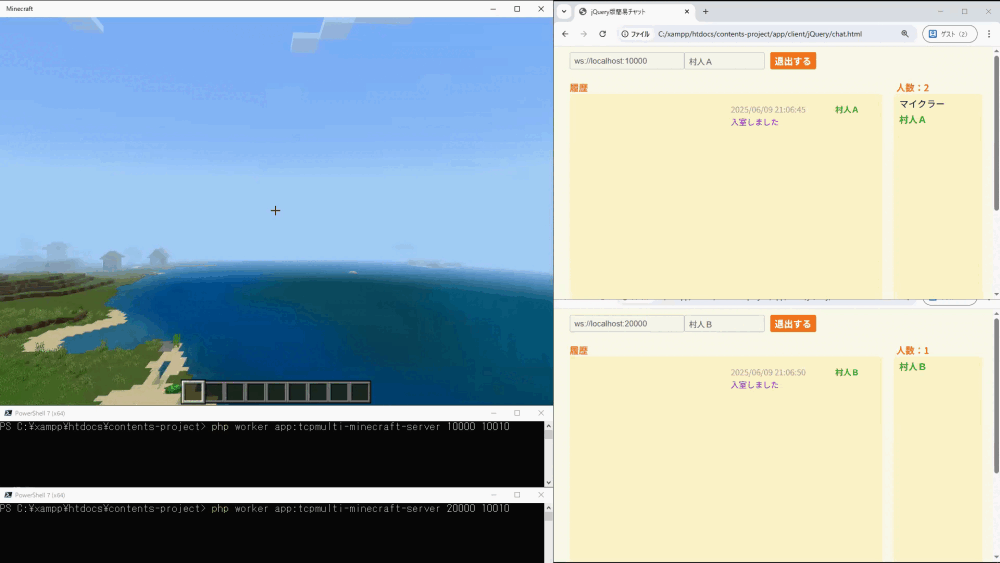 Minecraft
PowerShell 7 (x64)
PS C:¥xampp¥htdocs¥contents-project> php worker app:tcpmulti-minecraft-server 10000 10010
PowerShell 7 (x64)
PS C:¥xampp¥htdocs¥contents-project> php worker app:tcpmulti-minecraft-server 20000 10010
jQuery版簡易チャット
ファイル C:/xampp/htdocs/contents-project/app/client/jQuery/chat.html ゲスト (2)
ws://localhost:10000 村人A 退出する
履歴 人数：2
2025/06/09 21:06:45 村人A
入室しました
マイクラー
村人A
ws://localhost:20000 村人B 退出する
履歴 人数：1
2025/06/09 21:06:50 村人B
入室しました
村人B